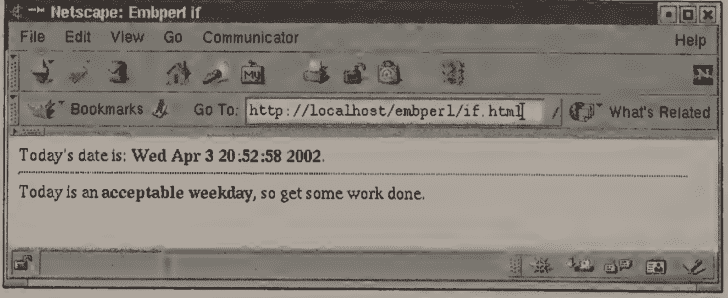 Netscape: Embperl if
File Edit View Go Communicator Help
My N
Bookmarks Go To: http://localhost/embperl/if.html What's Related
Today's date is: Wed Apr 3 20:52:58 2002.
Today is an acceptable weekday, so get some work done.